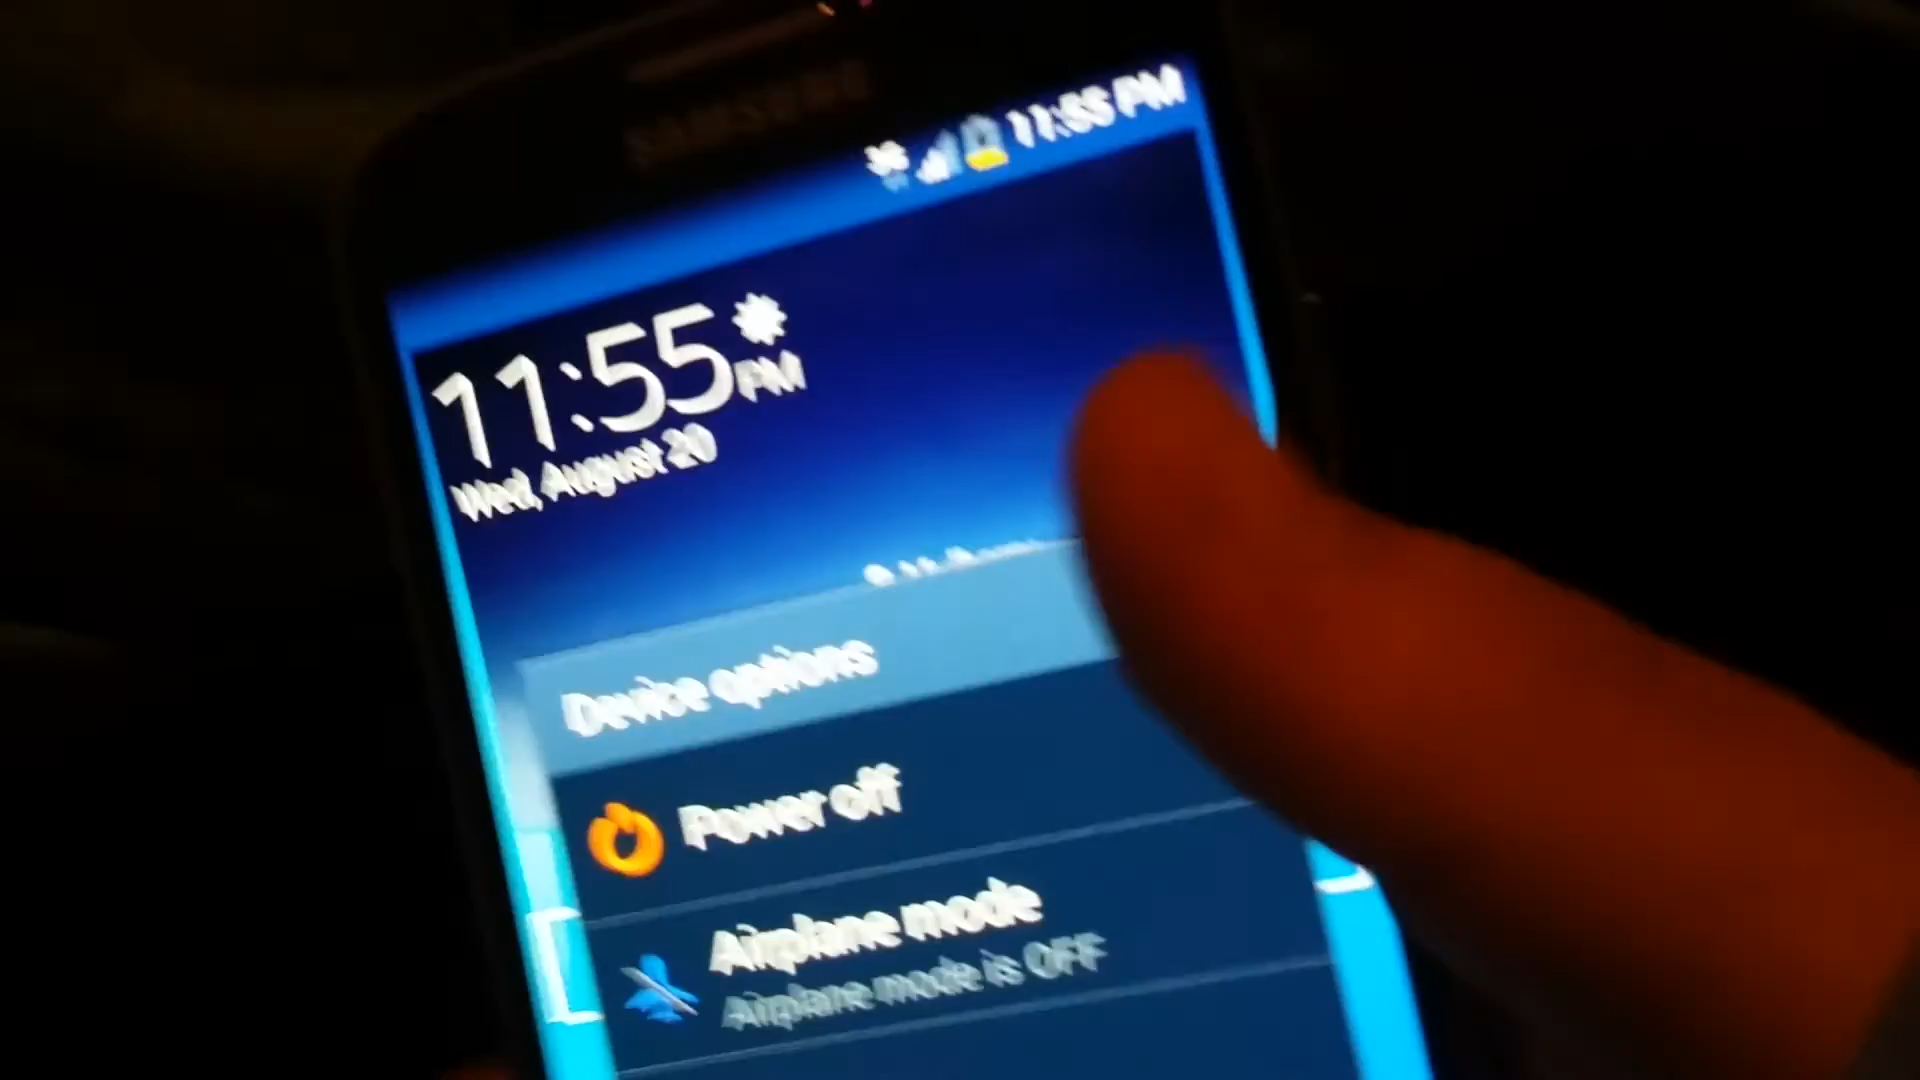 SAMSUNG
11:55 PM
11:55 PM
Wed, August 20
Device options
Power off
Airplane mode
Airplane mode is OFF